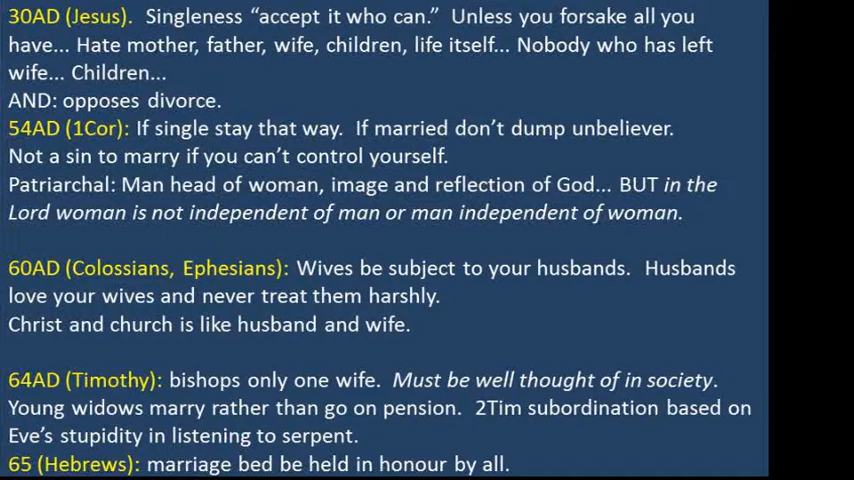 30AD (Jesus).  Singleness “accept it who can.”  Unless you forsake all you
have... Hate mother, father, wife, children, life itself... Nobody who has left
wife... Children...
AND: opposes divorce.
54AD (1Cor): If single stay that way.  If married don’t dump unbeliever.
Not a sin to marry if you can’t control yourself.
Patriarchal: Man head of woman, image and reflection of God... BUT in the
Lord woman is not independent of man or man independent of woman.
60AD (Colossians, Ephesians): Wives be subject to your husbands.  Husbands
love your wives and never treat them harshly.
Christ and church is like husband and wife.
64AD (Timothy): bishops only one wife.  Must be well thought of in society.
Young widows marry rather than go on pension.  2Tim subordination based on
Eve’s stupidity in listening to serpent.
65 (Hebrews): marriage bed be held in honour by all.